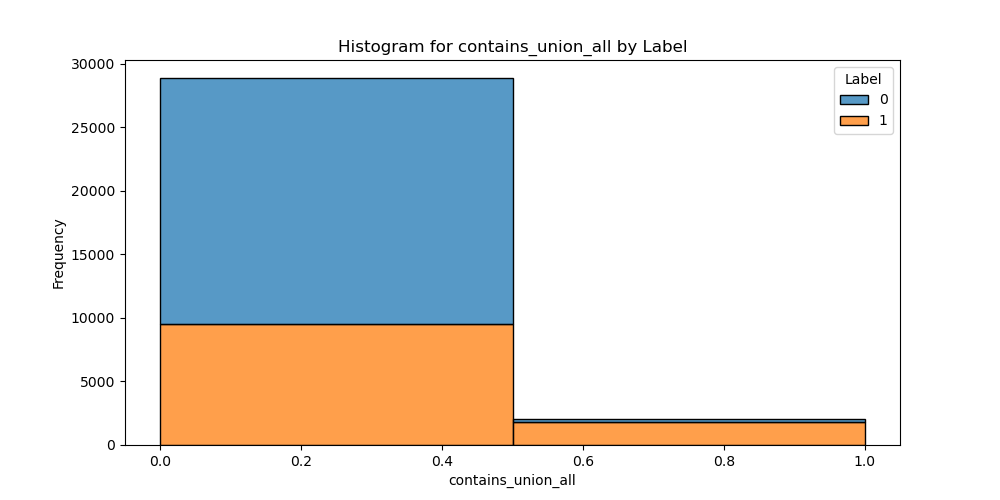 Histogram for contains_union_all by Label
30000
25000
20000
15000
10000
5000
0
Frequency
Label
0
1
0.0 0.2 0.4 0.6 0.8 1.0
contains_union_all